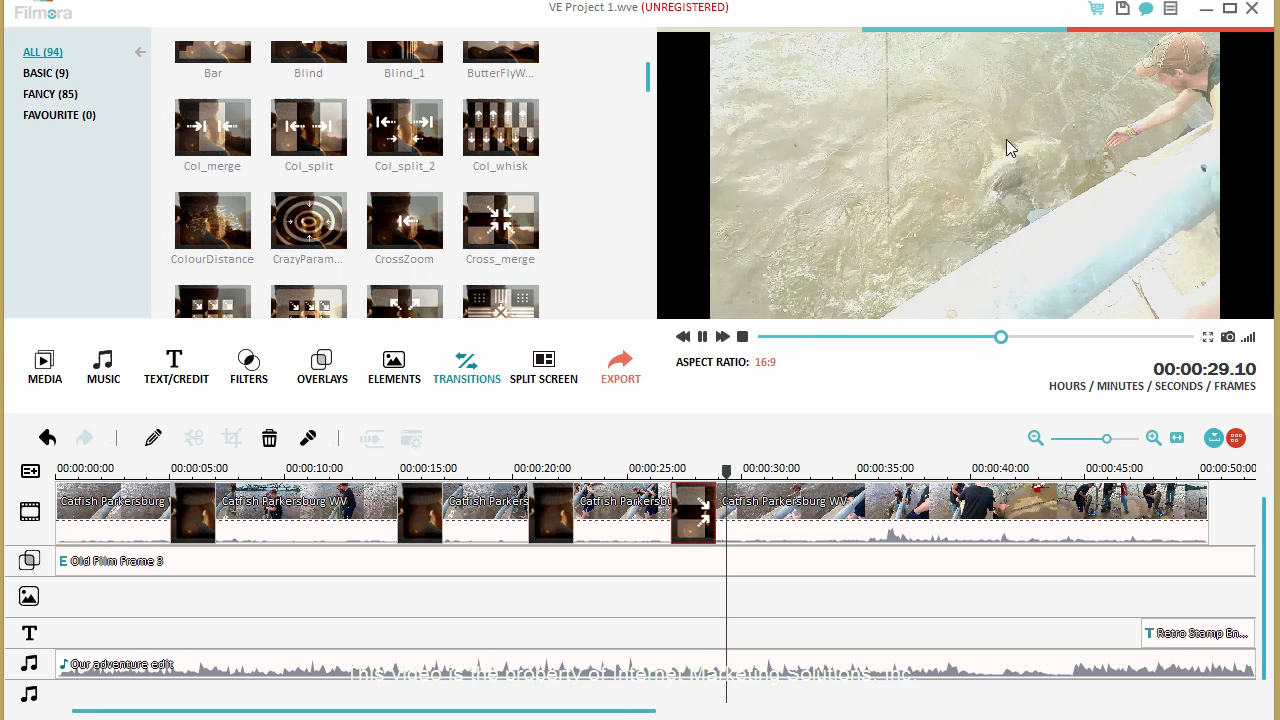 Filmora
VE Project 1.wve (UNREGISTERED)
ALL (94)
BASIC (9)
FANCY (85)
FAVOURITE (0)
Bar
Blind
Blind_1
ButterFlyW...
Col_merge
Col_split
Col_split_2
Col_whisk
ColourDistance
CrazyParam...
CrossZoom
Cross_merge
MEDIA
MUSIC
TEXT/CREDIT
FILTERS
OVERLAYS
ELEMENTS
TRANSITIONS
SPLIT SCREEN
EXPORT
ASPECT RATIO: 16:9
00:00:29.10
HOURS / MINUTES / SECONDS / FRAMES
00:00:00:00
00:00:05:00
00:00:10:00
00:00:15:00
00:00:20:00
00:00:25:00
00:00:30:00
00:00:35:00
00:00:40:00
00:00:45:00
00:00:50:00
Catfish Parkersburg
Catfish Parkersburg WV
Catfish Parkersburg
Catfish Parkersburg
Catfish Parkersburg WV
E Old Film Frame 3
T Retro Stamp En...
Our adventure edit
This video is the property of Internet Marketing Solutions, Inc.